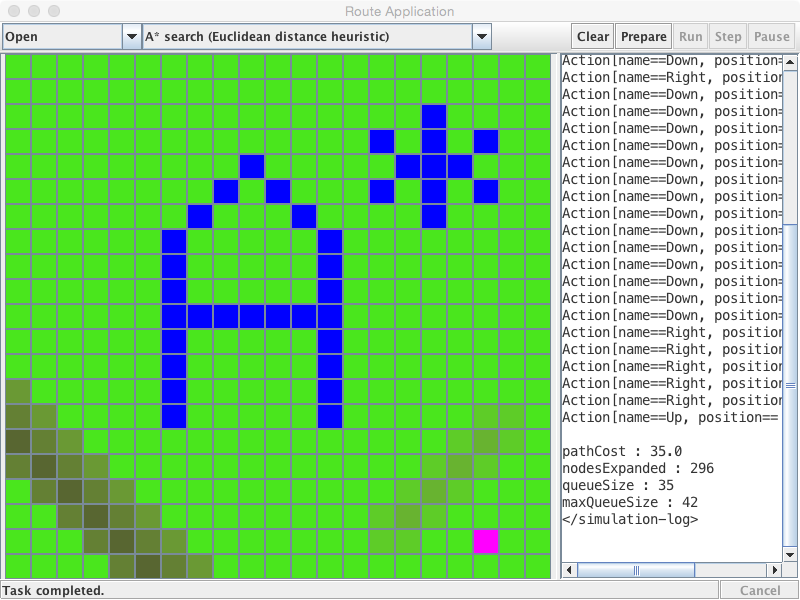 Route Application
Open
A* search (Euclidean distance heuristic)
Clear
Prepare
Run
Step
Pause
Action[name==Down, position=
Action[name==Right, position
Action[name==Down, position=
Action[name==Down, position=
Action[name==Down, position=
Action[name==Down, position=
Action[name==Down, position=
Action[name==Down, position=
Action[name==Down, position=
Action[name==Down, position=
Action[name==Down, position=
Action[name==Down, position=
Action[name==Down, position=
Action[name==Down, position=
Action[name==Down, position=
Action[name==Down, position=
Action[name==Right, position
Action[name==Right, position
Action[name==Right, position
Action[name==Right, position
Action[name==Right, position
Action[name==Up, position==
pathCost : 35.0
nodesExpanded : 296
queueSize : 35
maxQueueSize : 42
</simulation-log>
Task completed.
Cancel